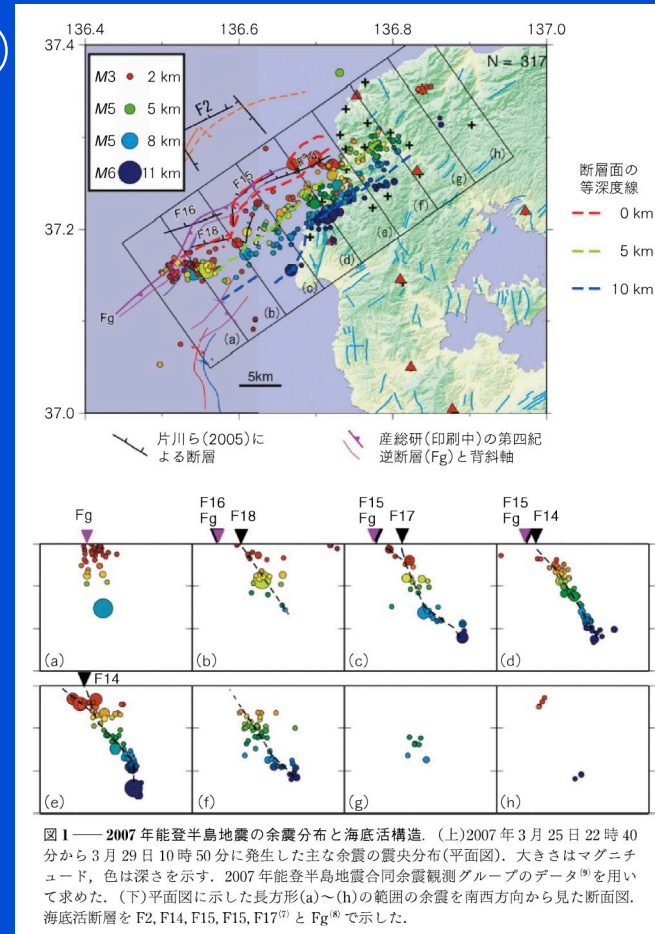 136.4
136.6
136.8
137.0
37.4
37.2
37.0
N = 317
M3 2 km
M5 5 km
M5 8 km
M6 11 km
F2
F14
F15
F16
F17
F18
Fg
(a)
(b)
(c)
(d)
(e)
(f)
(g)
(h)
5km
断層面の
等深度線
0 km
5 km
10 km
片川ら(2005)に
よる断層
産総研(印刷中)の第四紀
逆断層(Fg)と背斜軸
Fg
F16
Fg F18
F15
Fg F17
F15
Fg F14
(a)
(b)
(c)
(d)
F14
(e)
(f)
(g)
(h)
図1——2007年能登半島地震の余震分布と海底活構造. (上)2007年3月25日22時40
分から3月29日10時50分に発生した主な余震の震央分布(平面図). 大きさはマグニチ
ュード, 色は深さを示す. 2007年能登半島地震合同余震観測グループのデータ(9)を用い
て求めた. (下)平面図に示した長方形(a)〜(h)の範囲の余震を南西方向から見た断面図.
海底活断層をF2, F14, F15, F15, F17(7)とFg(8)で示した.